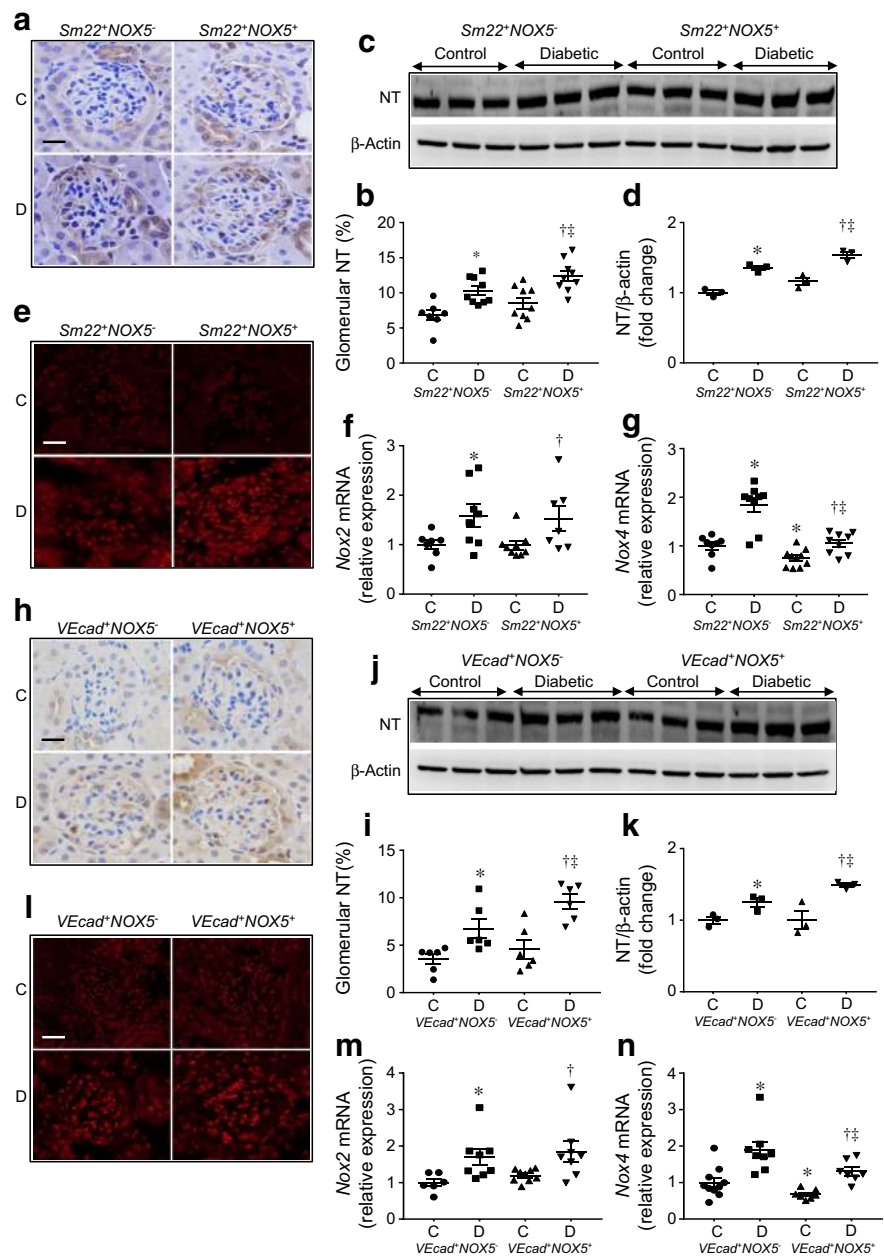 a
Sm22⁺NOX5⁻ Sm22⁺NOX5⁺
C
D
c
Sm22⁺NOX5⁻ Sm22⁺NOX5⁺
Control Diabetic Control Diabetic
NT
β-Actin
b
Glomerular NT (%)
20
15
10
5
0
* †‡
C D C D
Sm22⁺NOX5⁻ Sm22⁺NOX5⁺
d
NT/β-actin
(fold change)
2
1
0
* †‡
C D C D
Sm22⁺NOX5⁻ Sm22⁺NOX5⁺
e
Sm22⁺NOX5⁻ Sm22⁺NOX5⁺
C
D
f
Nox2 mRNA
(relative expression)
3
2
1
0
* †
C D C D
Sm22⁺NOX5⁻ Sm22⁺NOX5⁺
g
Nox4 mRNA
(relative expression)
3
2
1
0
* * †‡
C D C D
Sm22⁺NOX5⁻ Sm22⁺NOX5⁺
h
VEcad⁺NOX5⁻ VEcad⁺NOX5⁺
C
D
j
VEcad⁺NOX5⁻ VEcad⁺NOX5⁺
Control Diabetic Control Diabetic
NT
β-Actin
i
Glomerular NT(%)
15
10
5
0
* †‡
C D C D
VEcad⁺NOX5⁻ VEcad⁺NOX5⁺
k
NT/β-actin
(fold change)
2
1
0
* †‡
C D C D
VEcad⁺NOX5⁻ VEcad⁺NOX5⁺
l
VEcad⁺NOX5⁻ VEcad⁺NOX5⁺
C
D
m
Nox2 mRNA
(relative expression)
4
3
2
1
0
* †
C D C D
VEcad⁺NOX5⁻ VEcad⁺NOX5⁺
n
Nox4 mRNA
(relative expression)
4
3
2
1
0
* * †‡
C D C D
VEcad⁺NOX5⁻ VEcad⁺NOX5⁺